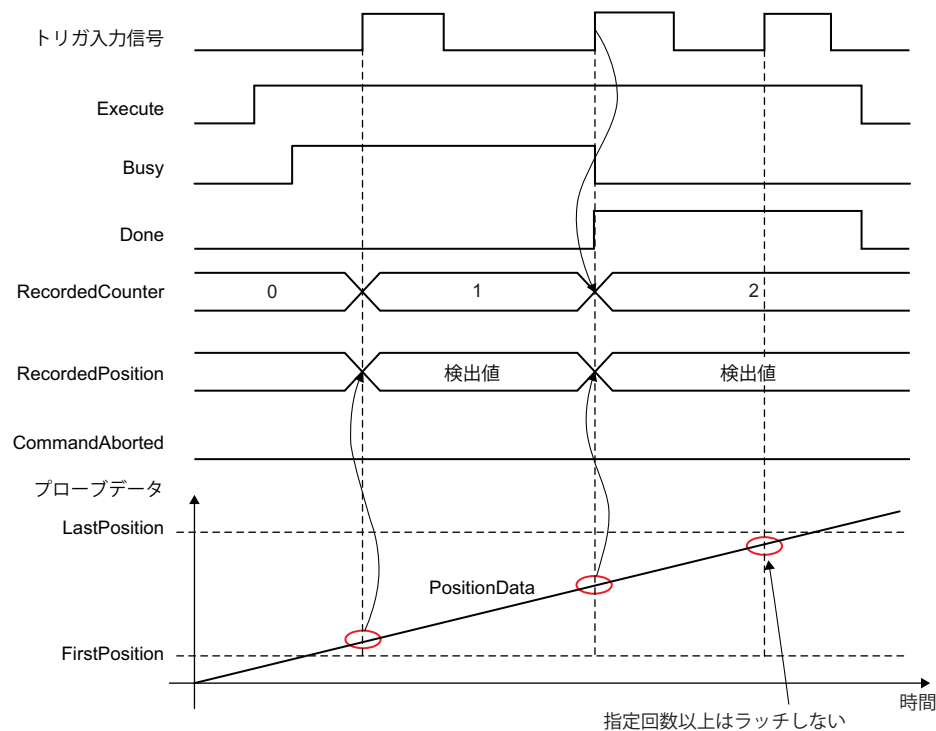 トリガ入力信号
Execute
Busy
Done
RecordedCounter
0
1
2
RecordedPosition
検出値
検出値
CommandAborted
プローブデータ
LastPosition
PositionData
FirstPosition
時間
指定回数以上はラッチしない